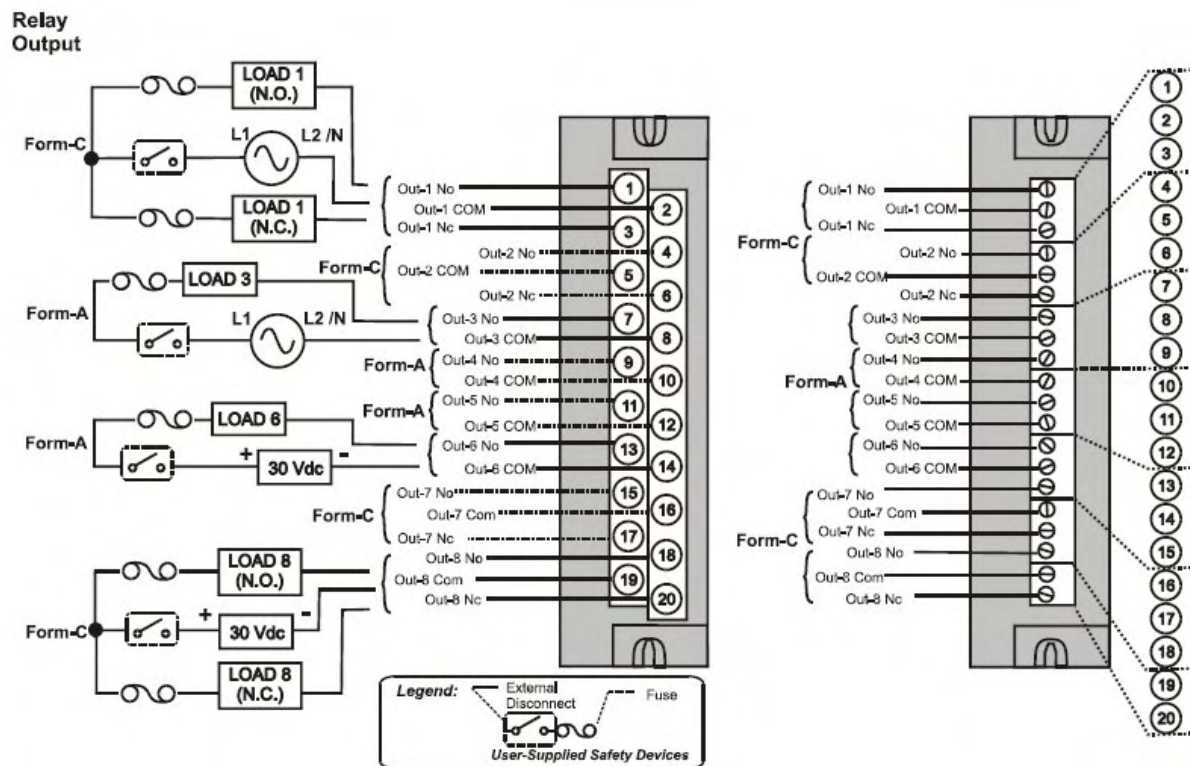 Relay
Output
LOAD 1
(N.O.)
Form-C
L1
L2 /N
LOAD 1
(N.C.)
Out-1 No
Out-1 COM
Out-1 Nc
Form-C
Out-2 No
Out-2 COM
Out-2 Nc
LOAD 3
Form-A
L1
L2 /N
Out-3 No
Out-3 COM
Form-A
Out-4 No
Out-4 COM
Form-A
Out-5 No
Out-5 COM
LOAD 6
Form-A
+
30 Vdc
-
Out-6 No
Out-6 COM
Form-C
Out-7 No
Out-7 Com
Out-7 Nc
LOAD 8
(N.O.)
Form-C
+
30 Vdc
-
LOAD 8
(N.C.)
Out-8 No
Out-8 Com
Out-8 Nc
1
2
3
4
5
6
7
8
9
10
11
12
13
14
15
16
17
18
19
20
Legend:
External
Disconnect
Fuse
User-Supplied Safety Devices
Form-C
Out-1 No
Out-1 COM
Out-1 Nc
Out-2 No
Out-2 COM
Out-2 Nc
Form-A
Out-3 No
Out-3 COM
Out-4 No
Out-4 COM
Out-5 No
Out-5 COM
Out-6 No
Out-6 COM
Form-C
Out-7 No
Out-7 Com
Out-7 Nc
Out-8 No
Out-8 Com
Out-8 Nc
1
2
3
4
5
6
7
8
9
10
11
12
13
14
15
16
17
18
19
20